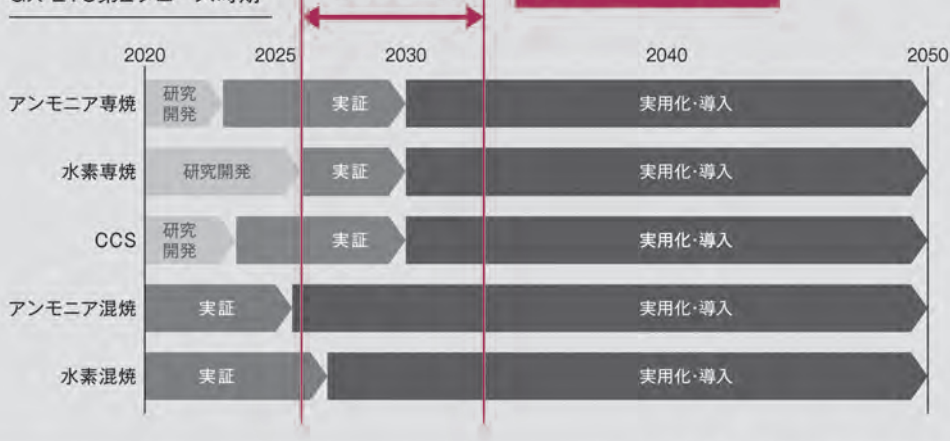 2020 2025 2030 2040 2050
アンモニア専焼 研究
開発 実証 実用化・導入
水素専焼 研究開発 実証 実用化・導入
CCS 研究
開発 実証 実用化・導入
アンモニア混焼 実証 実用化・導入
水素混焼 実証 実用化・導入